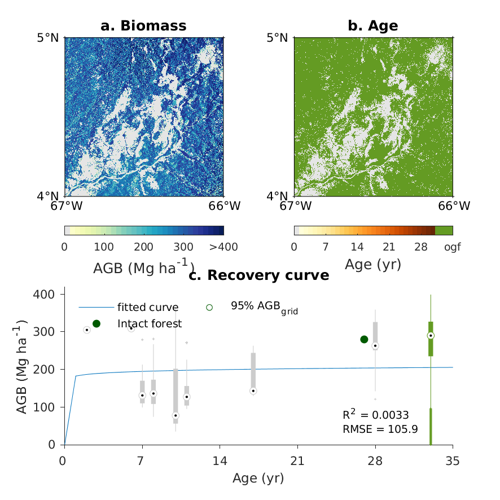 a. Biomass
b. Age
5°N
4°N
67°W
66°W
5°N
4°N
67°W
66°W
0 100 200 300 >400
AGB (Mg ha-1)
0 7 14 21 28 ogf
Age (yr)
c. Recovery curve
400
300
200
100
0
AGB (Mg ha-1)
fitted curve
95% AGBgrid
Intact forest
R2 = 0.0033
RMSE = 105.9
0 7 14 21 28 35
Age (yr)